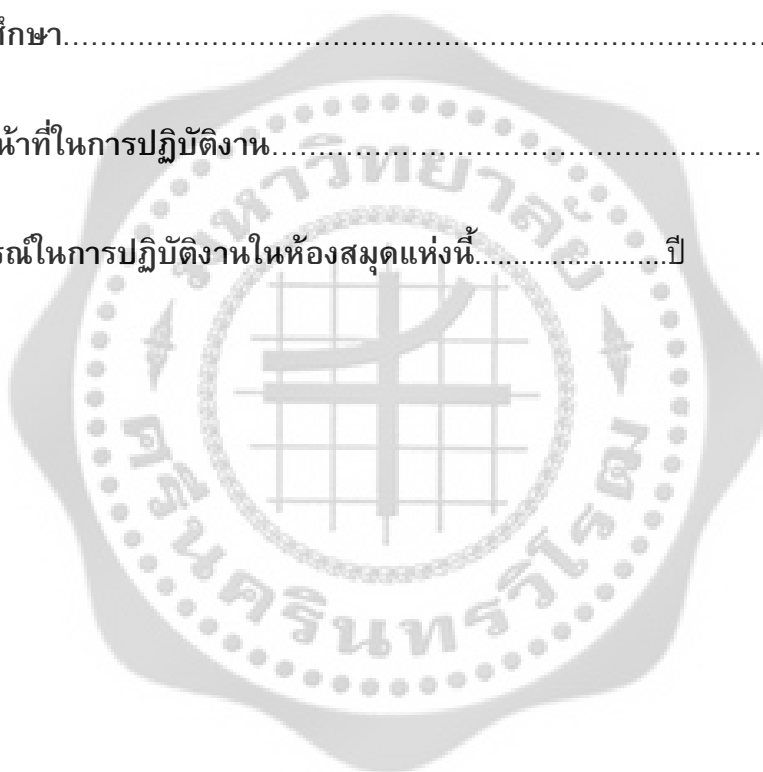 ศึกษา……………………………………………………………………
น้าที่ในการปฏิบัติงาน……………………………………………
รณ์ในการปฏิบัติงานในห้องสมุดแห่งนี้........................ปี
มหาวิทยาลัย
ศรีนครินทรวิโรฒ